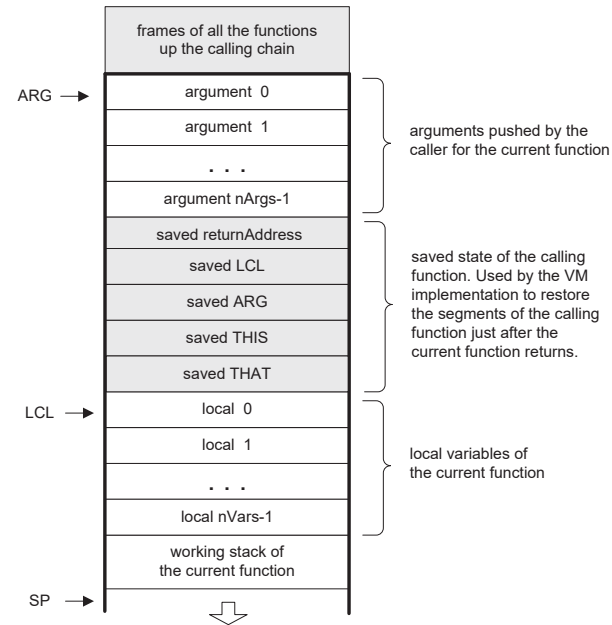 frames of all the functions
up the calling chain
ARG
argument 0
argument 1
. . .
argument nArgs-1
arguments pushed by the
caller for the current function
saved returnAddress
saved LCL
saved ARG
saved THIS
saved THAT
saved state of the calling
function. Used by the VM
implementation to restore
the segments of the calling
function just after the
current function returns.
LCL
local 0
local 1
. . .
local nVars-1
local variables of
the current function
working stack of
the current function
SP